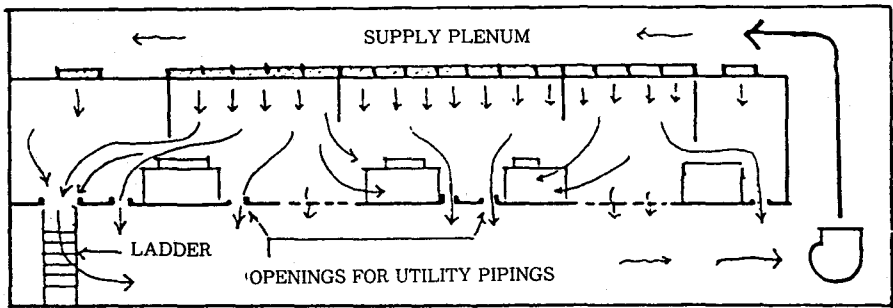 SUPPLY PLENUM
LADDER
OPENINGS FOR UTILITY PIPINGS